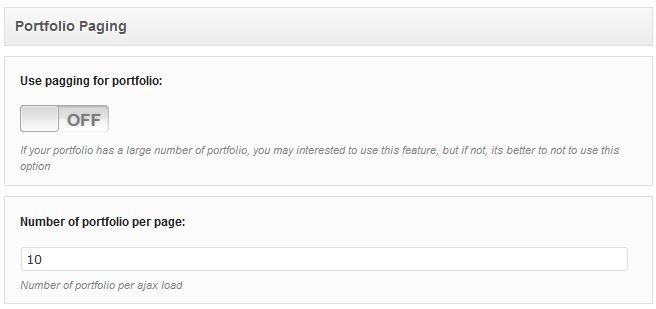 Portfolio Paging
Use pagging for portfolio:
OFF
If your portfolio has a large number of portfolio, you may interested to use this feature, but if not, its better to not to use this
option
Number of portfolio per page:
10
Number of portfolio per ajax load